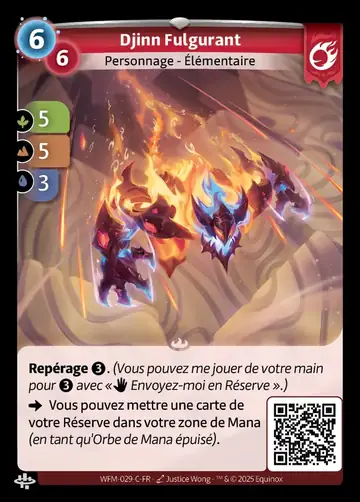 6
6
Djinn Fulgurant
Personnage - Élémentaire
5
5
3
Repérage 3. (Vous pouvez me jouer de votre main
pour 3 avec « Envoyez-moi en Réserve ».)
Vous pouvez mettre une carte de
votre Réserve dans votre zone de Mana
(en tant qu'Orbe de Mana épuisé).
WFM-029-C-FR - Justice Wong - ™ & © 2025 Equinox